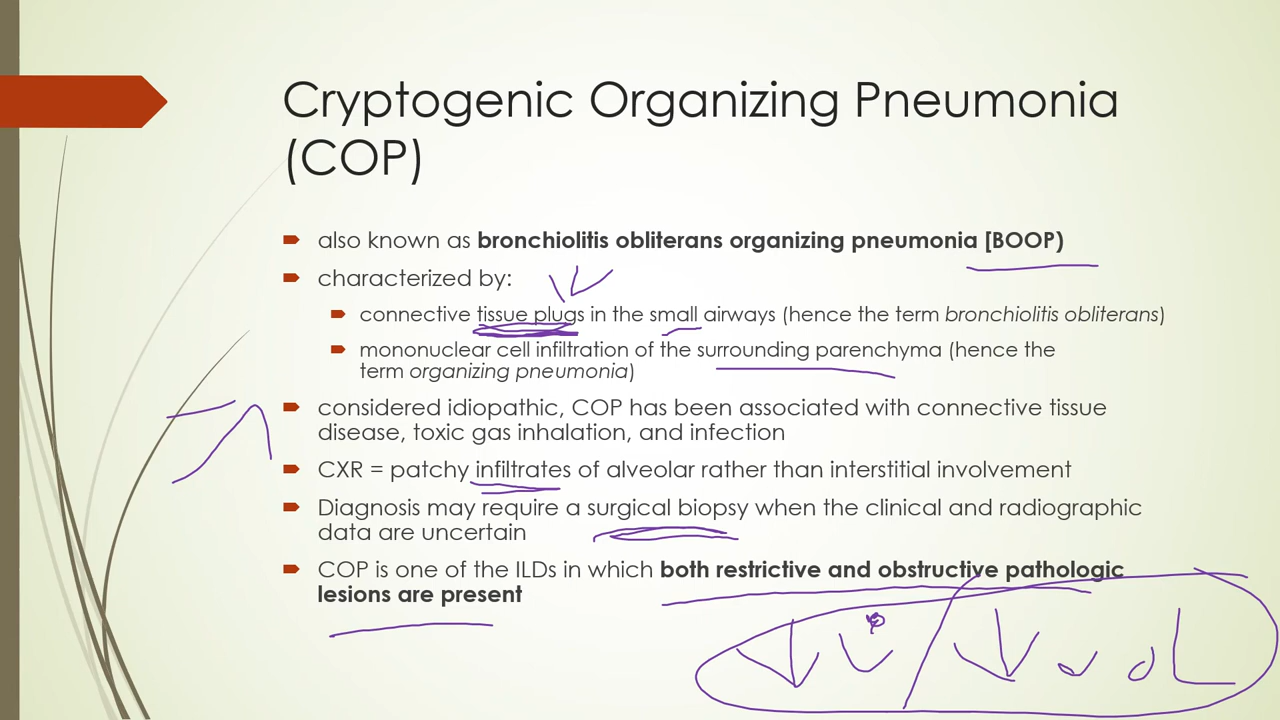 Cryptogenic Organizing Pneumonia
(COP)
also known as bronchiolitis obliterans organizing pneumonia [BOOP)
characterized by:
connective tissue plugs in the small airways (hence the term bronchiolitis obliterans)
mononuclear cell infiltration of the surrounding parenchyma (hence the
term organizing pneumonia)
considered idiopathic, COP has been associated with connective tissue
disease, toxic gas inhalation, and infection
CXR = patchy infiltrates of alveolar rather than interstitial involvement
Diagnosis may require a surgical biopsy when the clinical and radiographic
data are uncertain
COP is one of the ILDs in which both restrictive and obstructive pathologic
lesions are present